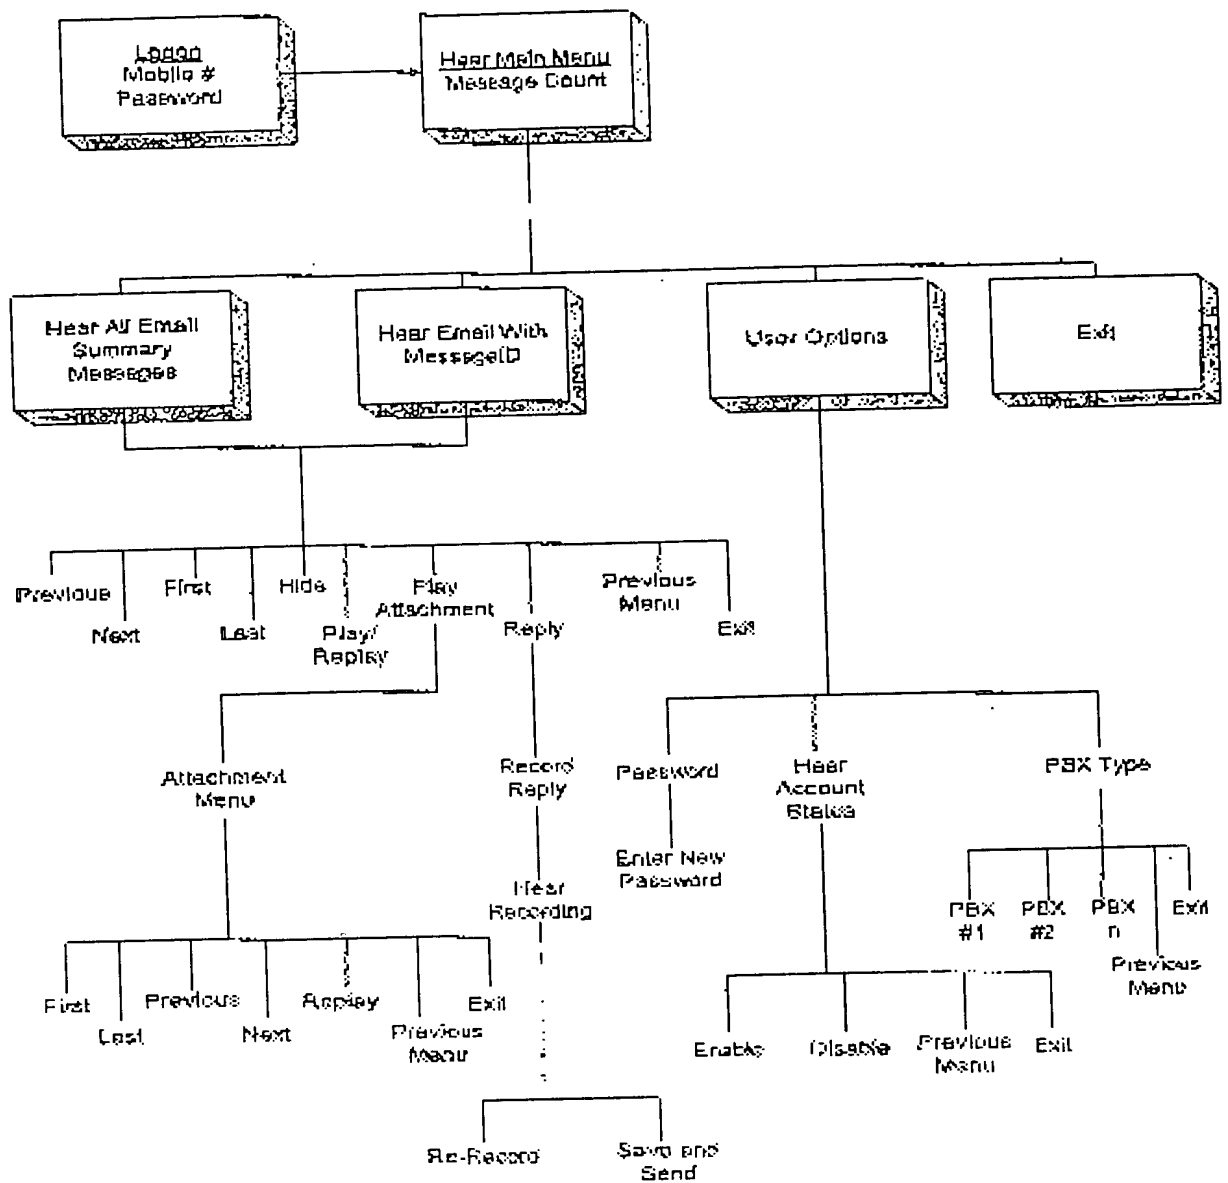 Logon
Mobile #
Password
Hear Main Menu
Message Count
Hear All Email
Summary
Messages
Hear Email With
MessageID
User Options
Exit
Previous
Next
First
Last
Hide
Play/
Replay
Play
Attachment
Reply
Previous
Menu
Exit
Attachment
Menu
Record
Reply
Hear
Recording
Password
Enter New
Password
Hear
Account
Status
PBX Type
PBX
#1
PBX
#2
PBX
n
Previous
Menu
Exit
First
Last
Previous
Next
Replay
Previous
Menu
Exit
Enable
Disable
Previous
Menu
Exit
Re-Record
Save and
Send